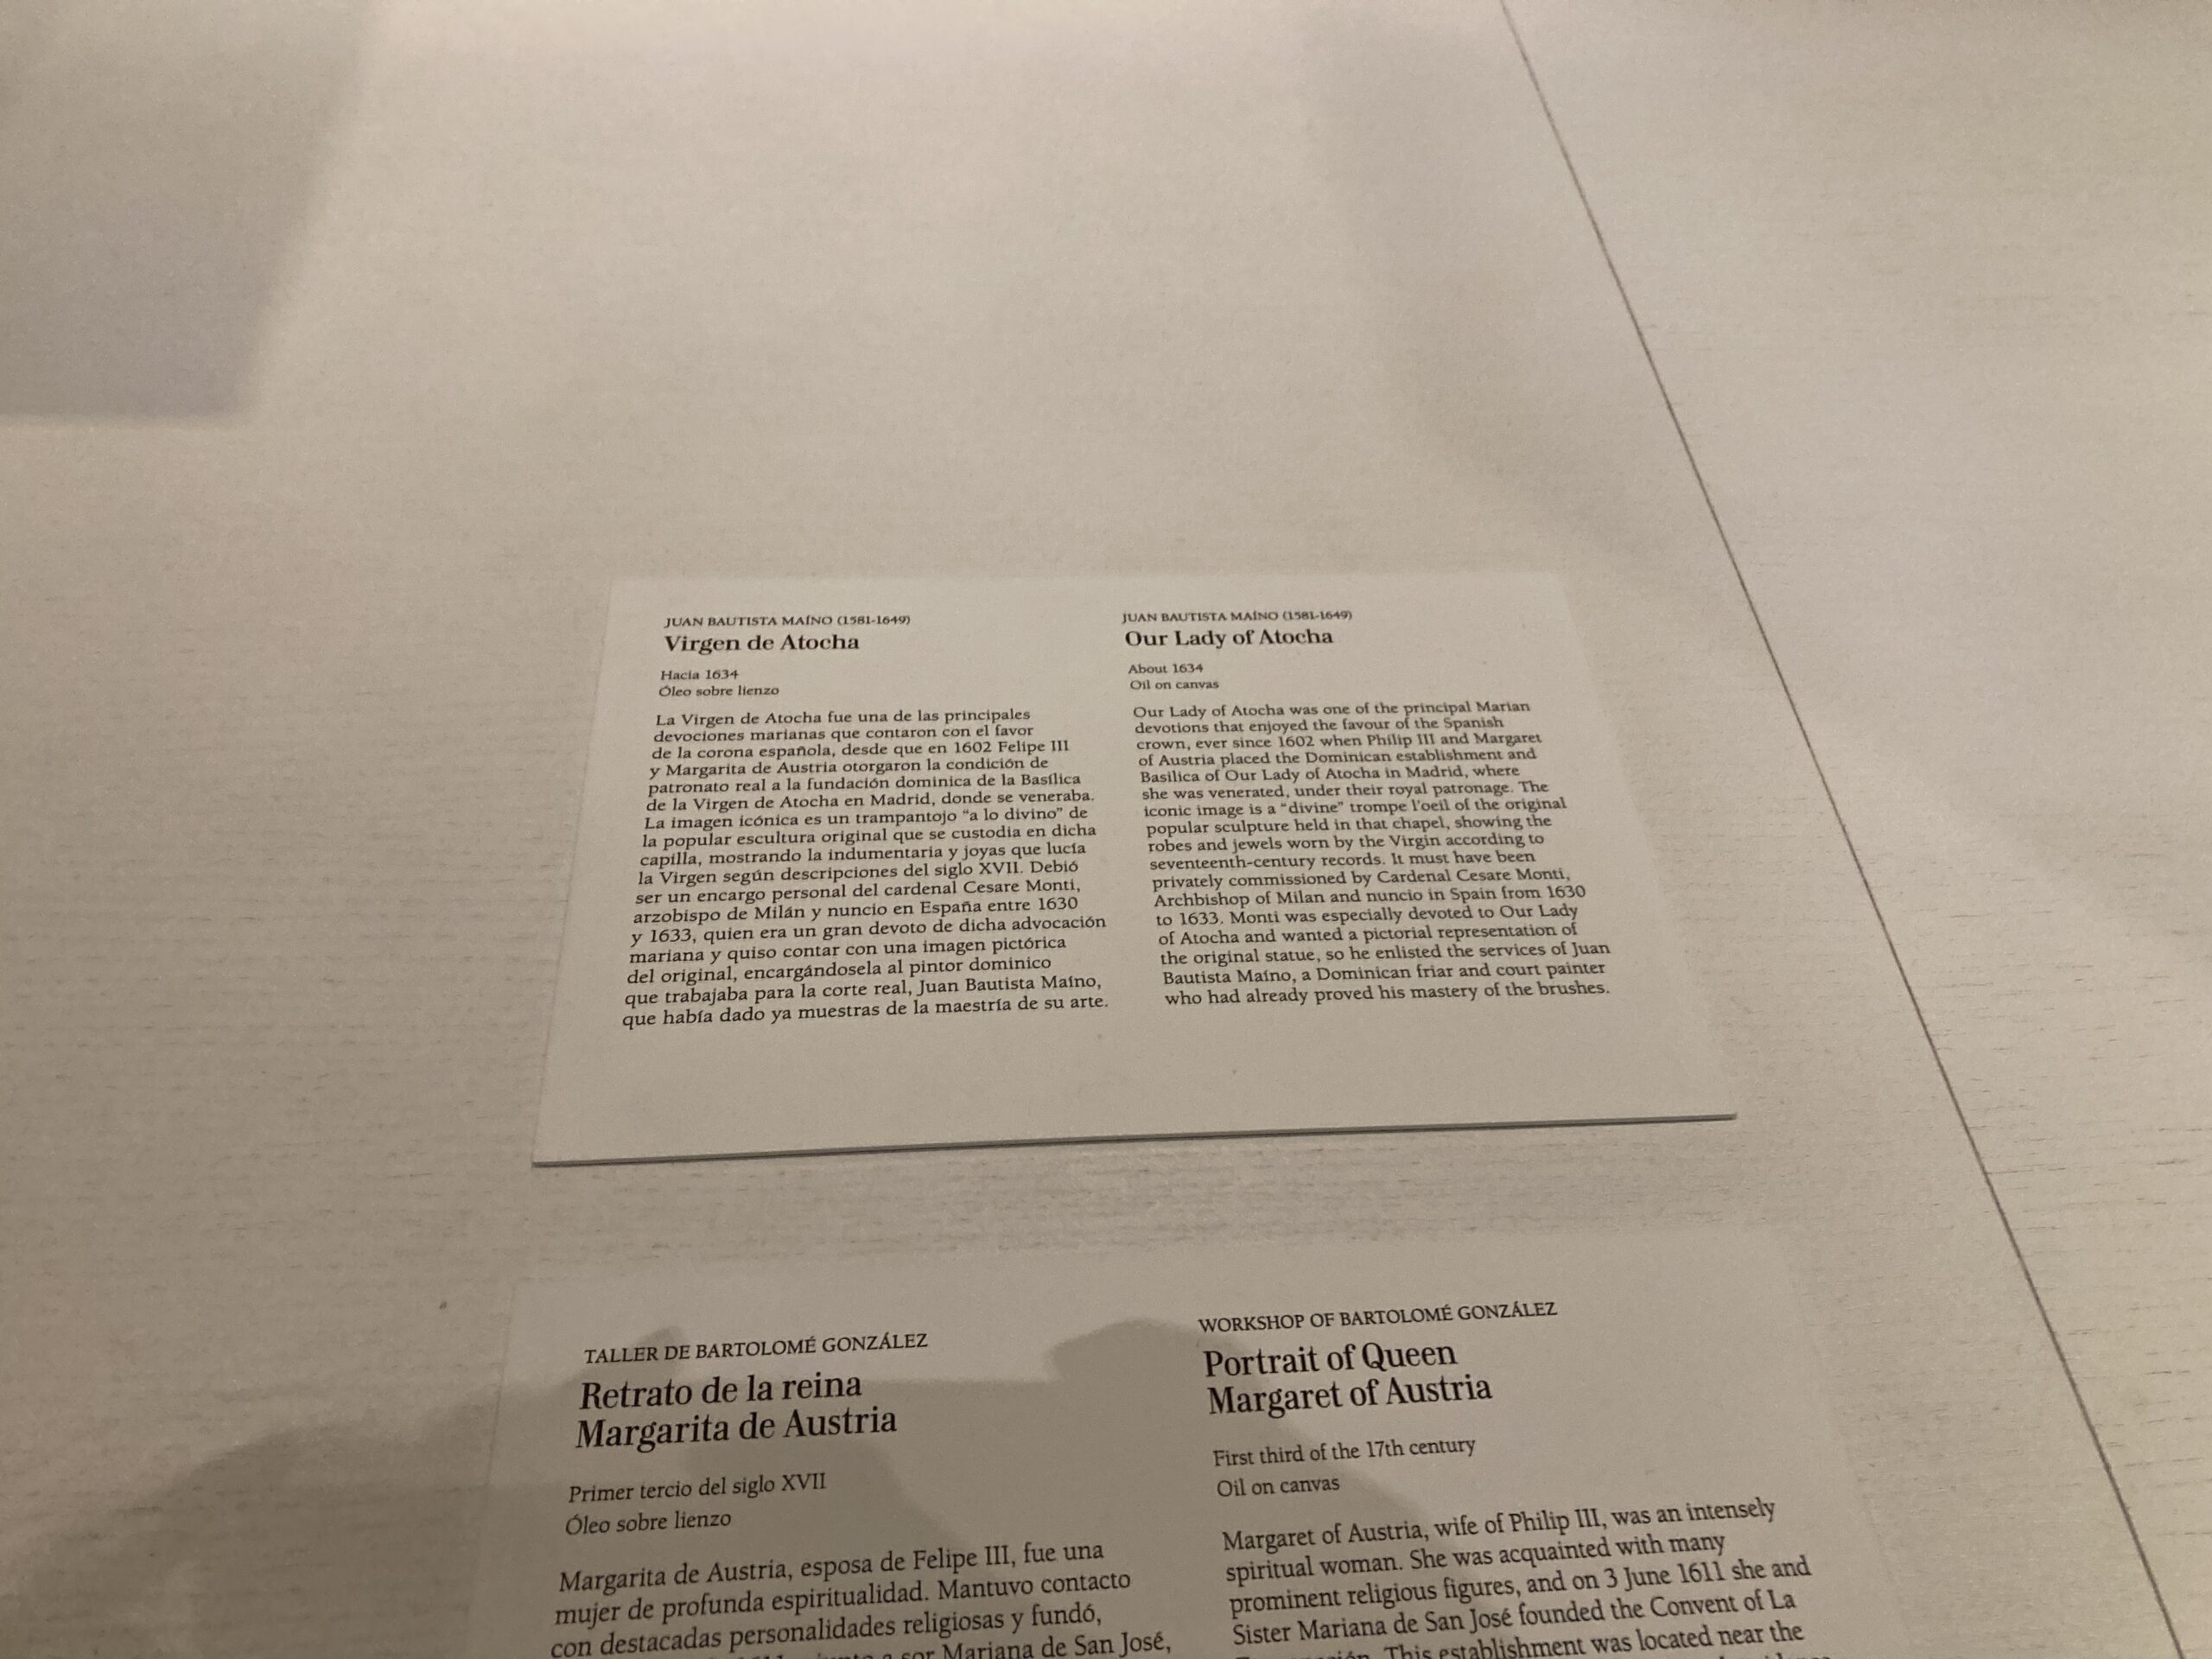 JUAN BAUTISTA MAÍNO (1581-1649)
Virgen de Atocha
Hacia 1634
Óleo sobre lienzo
La Virgen de Atocha fue una de las principales
devociones marianas que contaron con el favor
de la corona española, desde que en 1602 Felipe III
y Margarita de Austria otorgaron la condición de
patronato real a la fundación dominica de la Basílica
de la Virgen de Atocha en Madrid, donde se veneraba.
La imagen icónica es un trampantojo “a lo divino” de
la popular escultura original que se custodia en dicha
capilla, mostrando la indumentaria y joyas que lucía
la Virgen según descripciones del siglo XVII. Debió
ser un encargo personal del cardenal Cesare Monti,
arzobispo de Milán y nuncio en España entre 1630
y 1633, quien era un gran devoto de dicha advocación
mariana y quiso contar con una imagen pictórica
del original, encargándosela al pintor dominico
que trabajaba para la corte real, Juan Bautista Maíno,
que había dado ya muestras de la maestría de su arte.
JUAN BAUTISTA MAÍNO (1581-1649)
Our Lady of Atocha
About 1634
Oil on canvas
Our Lady of Atocha was one of the principal Marian
devotions that enjoyed the favour of the Spanish
crown, ever since 1602 when Philip III and Margaret
of Austria placed the Dominican establishment and
Basilica of Our Lady of Atocha in Madrid, where
she was venerated, under their royal patronage. The
iconic image is a “divine” trompe l’oeil of the original
popular sculpture held in that chapel, showing the
robes and jewels worn by the Virgin according to
seventeenth-century records. It must have been
privately commissioned by Cardenal Cesare Monti,
Archbishop of Milan and nuncio in Spain from 1630
to 1633. Monti was especially devoted to Our Lady
of Atocha and wanted a pictorial representation of
the original statue, so he enlisted the services of Juan
Bautista Maíno, a Dominican friar and court painter
who had already proved his mastery of the brushes.
TALLER DE BARTOLOMÉ GONZÁLEZ
Retrato de la reina
Margarita de Austria
Primer tercio del siglo XVII
Óleo sobre lienzo
Margarita de Austria, esposa de Felipe III, fue una
mujer de profunda espiritualidad. Mantuvo contacto
con destacadas personalidades religiosas y fundó,
sor Mariana de San José,
WORKSHOP OF BARTOLOMÉ GONZÁLEZ
Portrait of Queen
Margaret of Austria
First third of the 17th century
Oil on canvas
Margaret of Austria, wife of Philip III, was an intensely
spiritual woman. She was acquainted with many
prominent religious figures, and on 3 June 1611 she and
Sister Mariana de San José founded the Convent of La
This establishment was located near the